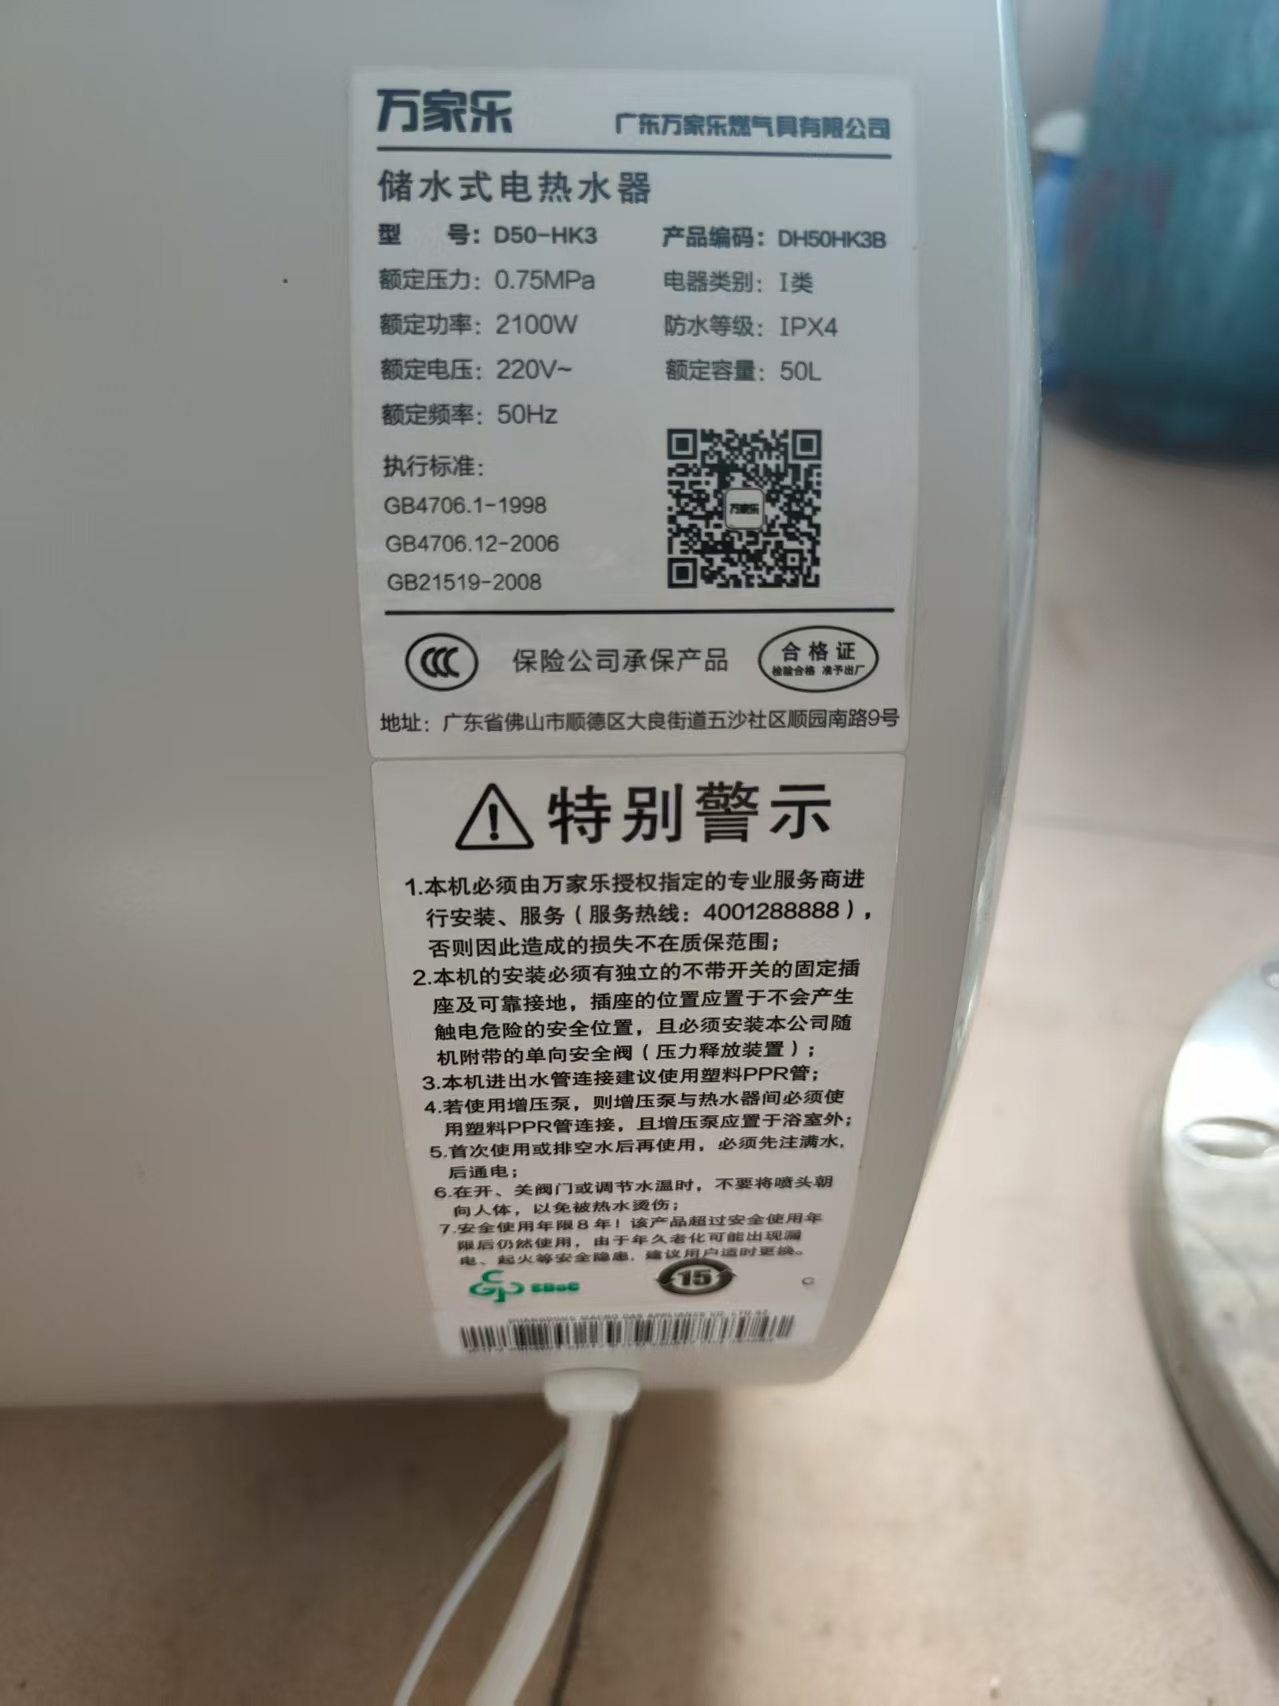 万家乐
广东万家乐燃气具有限公司
储水式电热水器
型 号：D50-HK3 产品编码：DH50HK3B
额定压力：0.75MPa 电器类别：I类
额定功率：2100W 防水等级：IPX4
额定电压：220V~ 额定容量：50L
额定频率：50Hz
执行标准：
GB4706.1-1998
GB4706.12-2006
GB21519-2008
万家乐
CCC 保险公司承保产品 合格证
检验合格 准予出厂
地址：广东省佛山市顺德区大良街道五沙社区顺园南路9号
特别警示
1.本机必须由万家乐授权指定的专业服务商进
行安装、服务（服务热线：4001288888），
否则因此造成的损失不在质保范围；
2.本机的安装必须有独立的不带开关的固定插
座及可靠接地，插座的位置应置于不会产生
触电危险的安全位置，且必须安装本公司随
机附带的单向安全阀（压力释放装置）；
3.本机进出水管连接建议使用塑料PPR管；
4.若使用增压泵，则增压泵与热水器间必须使
用塑料PPR管连接，且增压泵应置于浴室外；
5.首次使用或排空水后再使用，必须先注满水，
后通电；
6.在开、关阀门或调节水温时，不要将喷头朝
向人体，以免被热水烫伤；
7.安全使用年限8年！该产品超过安全使用年
限后仍然使用，由于年久老化可能出现漏
电、起火等安全隐患，建议用户适时更换。
15 C